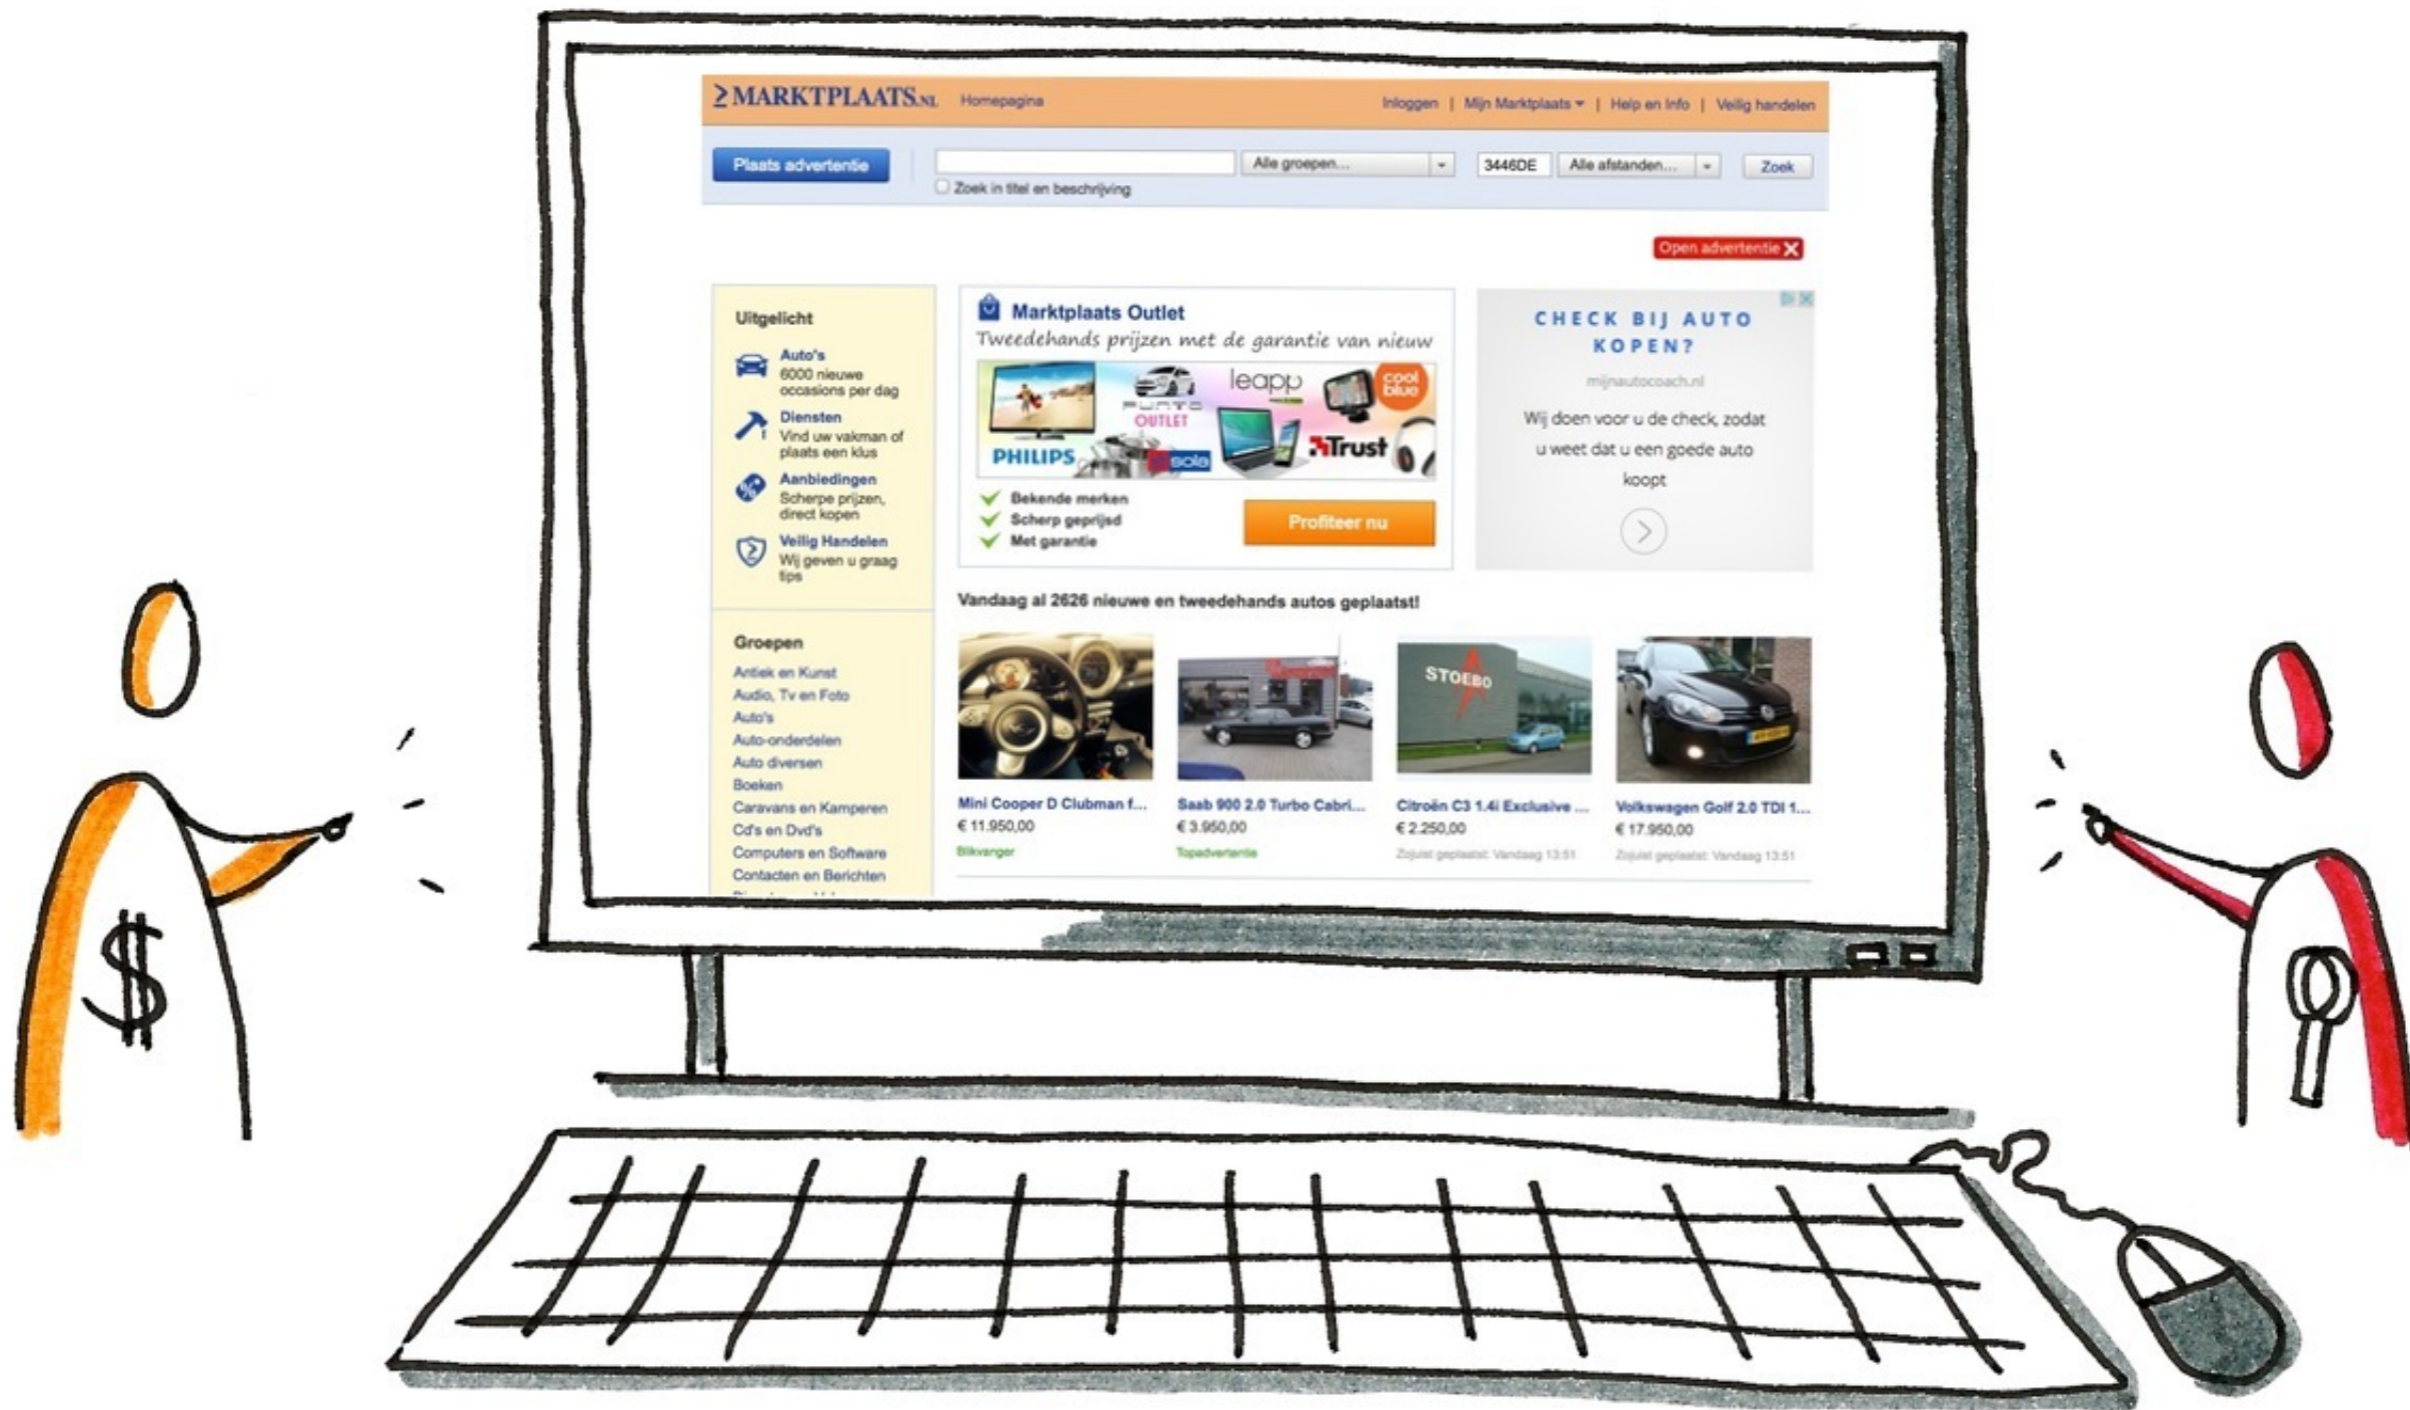 MARKTPLAATS.NL Homepagina Inloggen | Mijn Marktplaats | Help en Info | Veilig handelen
Plaats advertentie Alle groepen... 3446DE Alle afstanden... Zoek
Zoek in titel en beschrijving
Open advertentie X
Uitgelicht
Auto's
6000 nieuwe
occasions per dag
Diensten
Vind uw vakman of
plaats een klus
Aanbiedingen
Scherpe prijzen,
direct kopen
Veilig Handelen
Wij geven u graag
tips
Groepen
Antiek en Kunst
Audio, Tv en Foto
Auto's
Auto-onderdelen
Auto diversen
Boeken
Caravans en Kamperen
Cd's en Dvd's
Computers en Software
Contacten en Berichten
Marktplaats Outlet
Tweedehands prijzen met de garantie van nieuw
leapp
cool
blue
PUNTO
OUTLET
PHILIPS
sola
Trust
Bekende merken
Scherp geprijsd
Met garantie
Profiteer nu
CHECK BIJ AUTO
KOPEN?
mijnautocoach.nl
Wij doen voor u de check, zodat
u weet dat u een goede auto
koopt
Vandaag al 2626 nieuwe en tweedehands autos geplaatst!
STOEBO
Mini Cooper D Clubman f...
€ 11.950,00
Blikvanger
Saab 900 2.0 Turbo Cabri...
€ 3.950,00
Topadvertentie
Citroën C3 1.4i Exclusive ...
€ 2.250,00
Zojuist geplaatst: Vandaag 13:51
Volkswagen Golf 2.0 TDI 1...
€ 17.950,00
Zojuist geplaatst: Vandaag 13:51
$